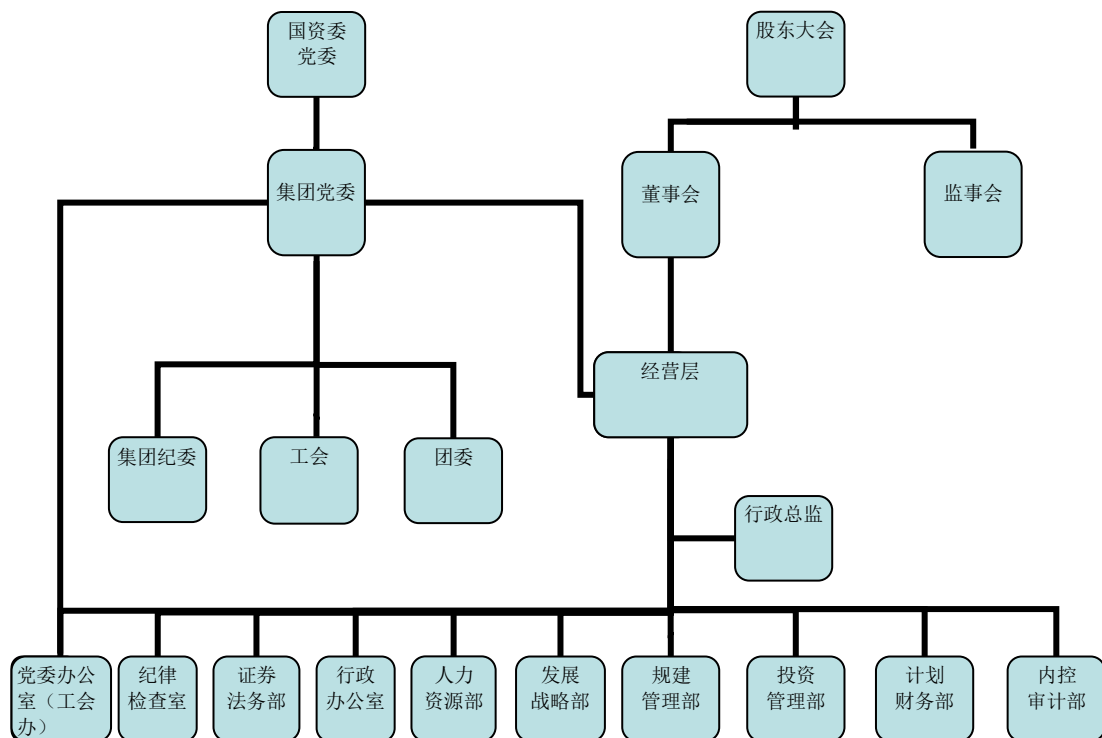 国资委
党委
股东大会
集团党委
董事会
监事会
经营层
集团纪委
工会
团委
行政总监
党委办公
室（工会
办）
纪律
检查室
证券
法务部
行政
办公室
人力
资源部
发展
战略部
规建
管理部
投资
管理部
计划
财务部
内控
审计部